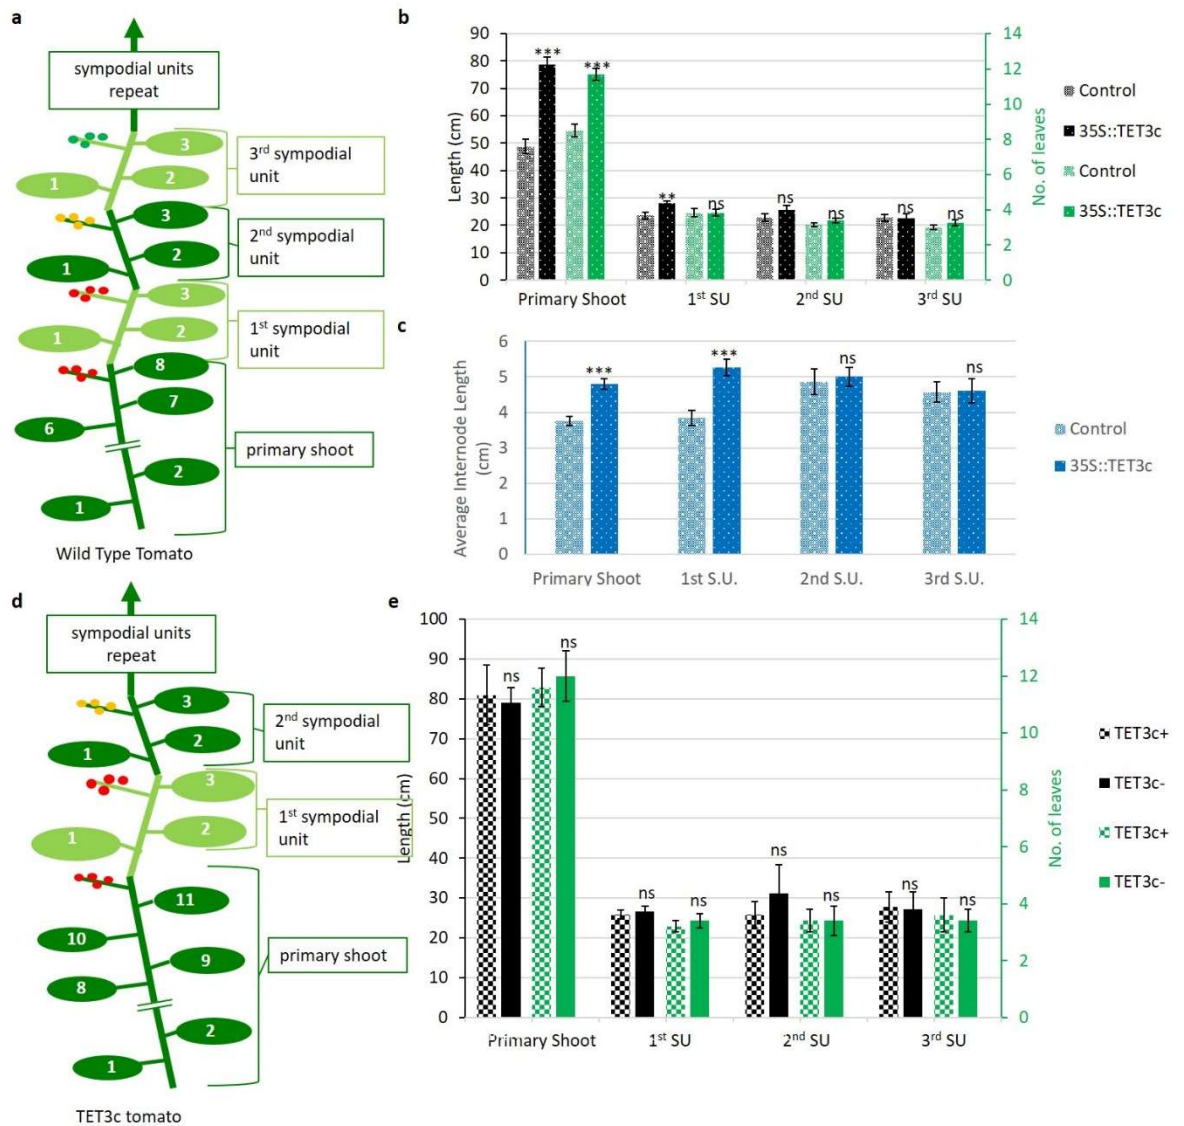 a
sympodial units
repeat
3
1
2
3rd sympodial
unit
3
2
1
2nd sympodial
unit
3
2
1
1st sympodial
unit
8
7
6
2
1
primary shoot
Wild Type Tomato
b
90
80
70
60
50
40
30
20
10
0
Length (cm)
*** *** ** ns ns ns ns ns
14
12
10
8
6
4
2
0
No. of leaves
Primary Shoot 1st SU 2nd SU 3rd SU
Control
35S::TET3c
Control
35S::TET3c
c
6
5
4
3
2
1
0
Average Internode Length
(cm)
*** *** ns ns
Primary Shoot 1st S.U. 2nd S.U. 3rd S.U.
Control
35S::TET3c
d
sympodial units
repeat
3
2
1
2nd sympodial
unit
3
2
1
1st sympodial
unit
11
10
9
8
2
1
primary shoot
TET3c tomato
e
100
90
80
70
60
50
40
30
20
10
0
Length (cm)
ns ns ns ns ns ns ns ns
14
12
10
8
6
4
2
0
No. of leaves
Primary Shoot 1st SU 2nd SU 3rd SU
TET3c+
TET3c-
TET3c+
TET3c-